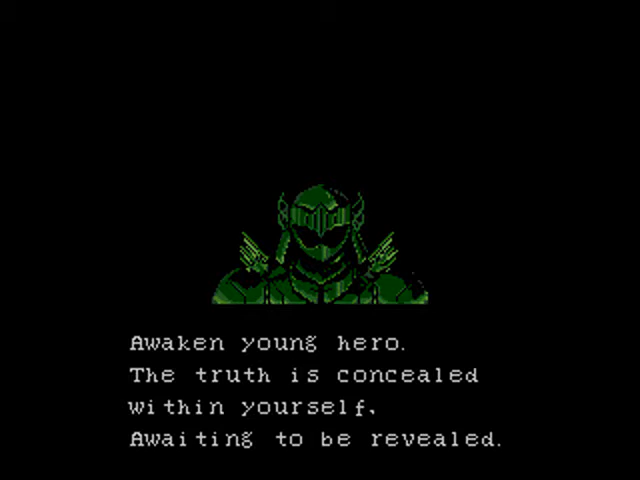 Awaken young hero.
The truth is concealed
within yourself,
Awaiting to be revealed.